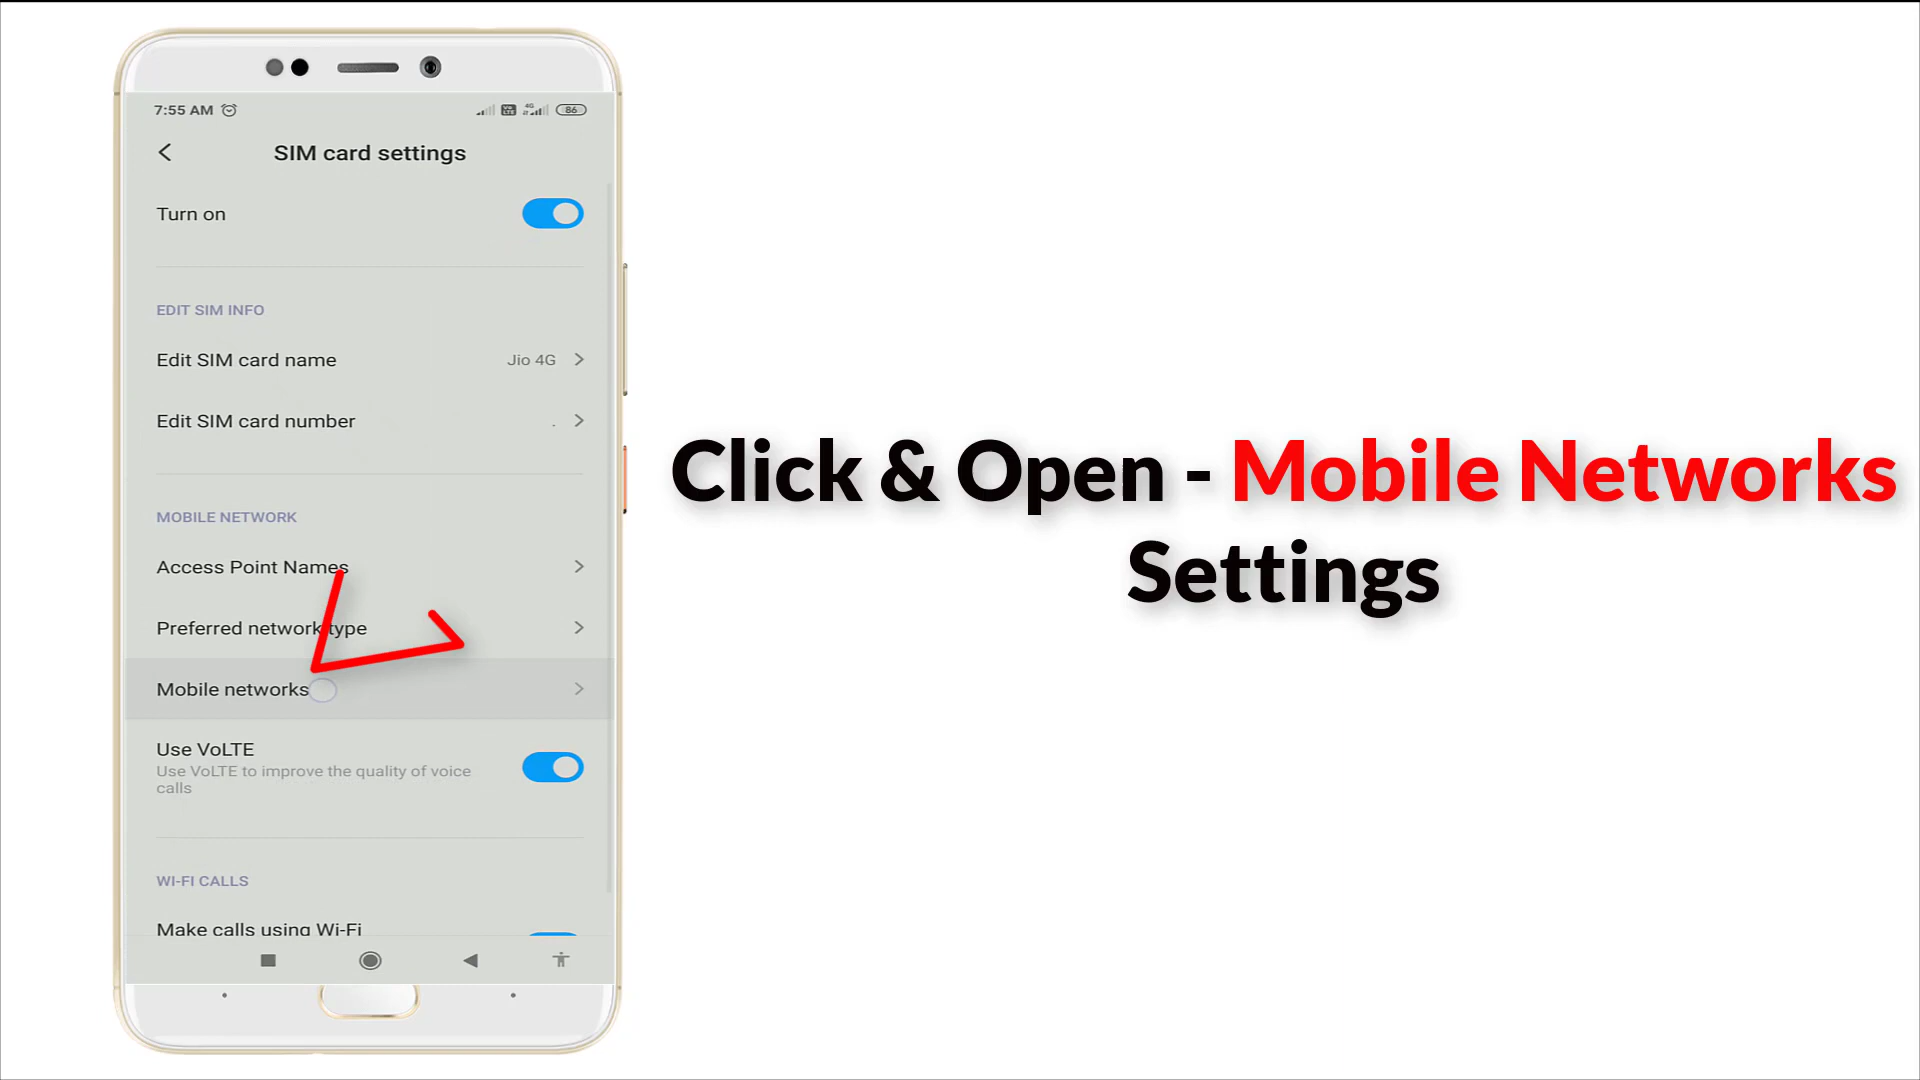 7:55 AM
4G
86
SIM card settings
Turn on
EDIT SIM INFO
Edit SIM card name
Jio 4G
Edit SIM card number
.
MOBILE NETWORK
Access Point Names
Preferred network type
Mobile networks
Use VoLTE
Use VoLTE to improve the quality of voice
calls
WI-FI CALLS
Make calls using Wi-Fi
Click & Open - Mobile Networks
Settings